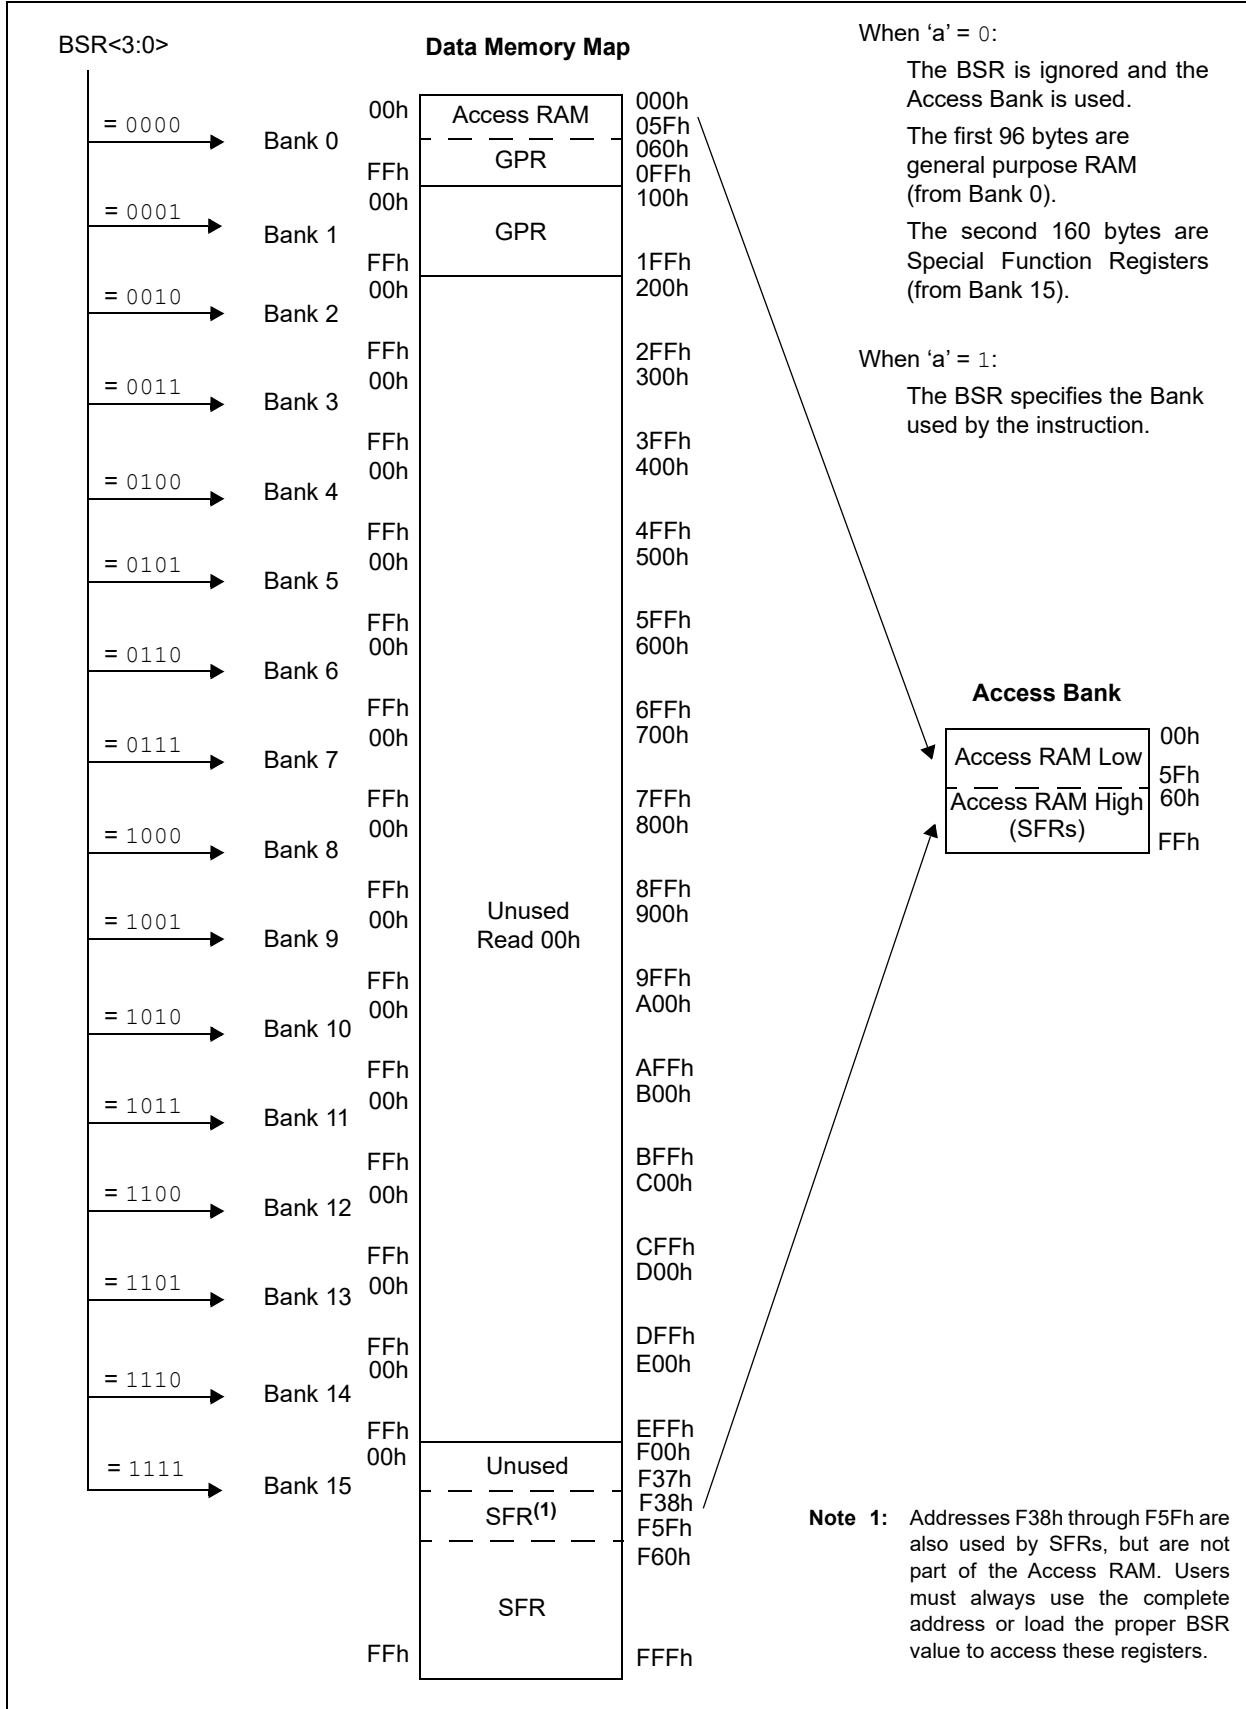 BSR<3:0>
Data Memory Map
When ‘a’ = 0:
The BSR is ignored and the
Access Bank is used.
The first 96 bytes are
general purpose RAM
(from Bank 0).
The second 160 bytes are
Special Function Registers
(from Bank 15).
When ‘a’ = 1:
The BSR specifies the Bank
used by the instruction.
= 0000
Bank 0
00h
Access RAM
000h
05Fh
GPR
060h
FFh
0FFh
= 0001
Bank 1
00h
100h
GPR
FFh
1FFh
= 0010
Bank 2
00h
200h
FFh
2FFh
= 0011
Bank 3
00h
300h
FFh
3FFh
= 0100
Bank 4
00h
400h
FFh
4FFh
= 0101
Bank 5
00h
500h
FFh
5FFh
= 0110
Bank 6
00h
600h
FFh
6FFh
= 0111
Bank 7
00h
700h
FFh
7FFh
= 1000
Bank 8
00h
800h
FFh
8FFh
= 1001
Bank 9
00h
900h
Unused
Read 00h
FFh
9FFh
= 1010
Bank 10
00h
A00h
FFh
AFFh
= 1011
Bank 11
00h
B00h
FFh
BFFh
= 1100
Bank 12
00h
C00h
FFh
CFFh
= 1101
Bank 13
00h
D00h
FFh
DFFh
= 1110
Bank 14
00h
E00h
FFh
EFFh
= 1111
Bank 15
00h
F00h
Unused
F37h
F38h
SFR(1)
F5Fh
F60h
SFR
FFh
FFFh
Access Bank
Access RAM Low
00h
5Fh
Access RAM High
60h
(SFRs)
FFh
Note 1: Addresses F38h through F5Fh are
also used by SFRs, but are not
part of the Access RAM. Users
must always use the complete
address or load the proper BSR
value to access these registers.